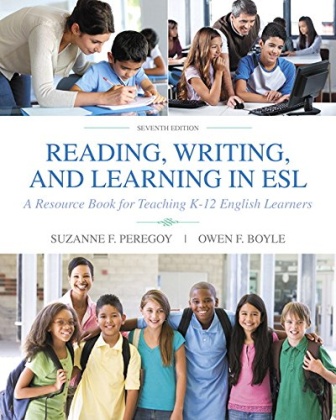 SEVENTH EDITION
READING, WRITING,
AND LEARNING IN ESL
A Resource Book for Teaching K-12 English Learners
SUZANNE F. PEREGOY | OWEN F. BOYLE